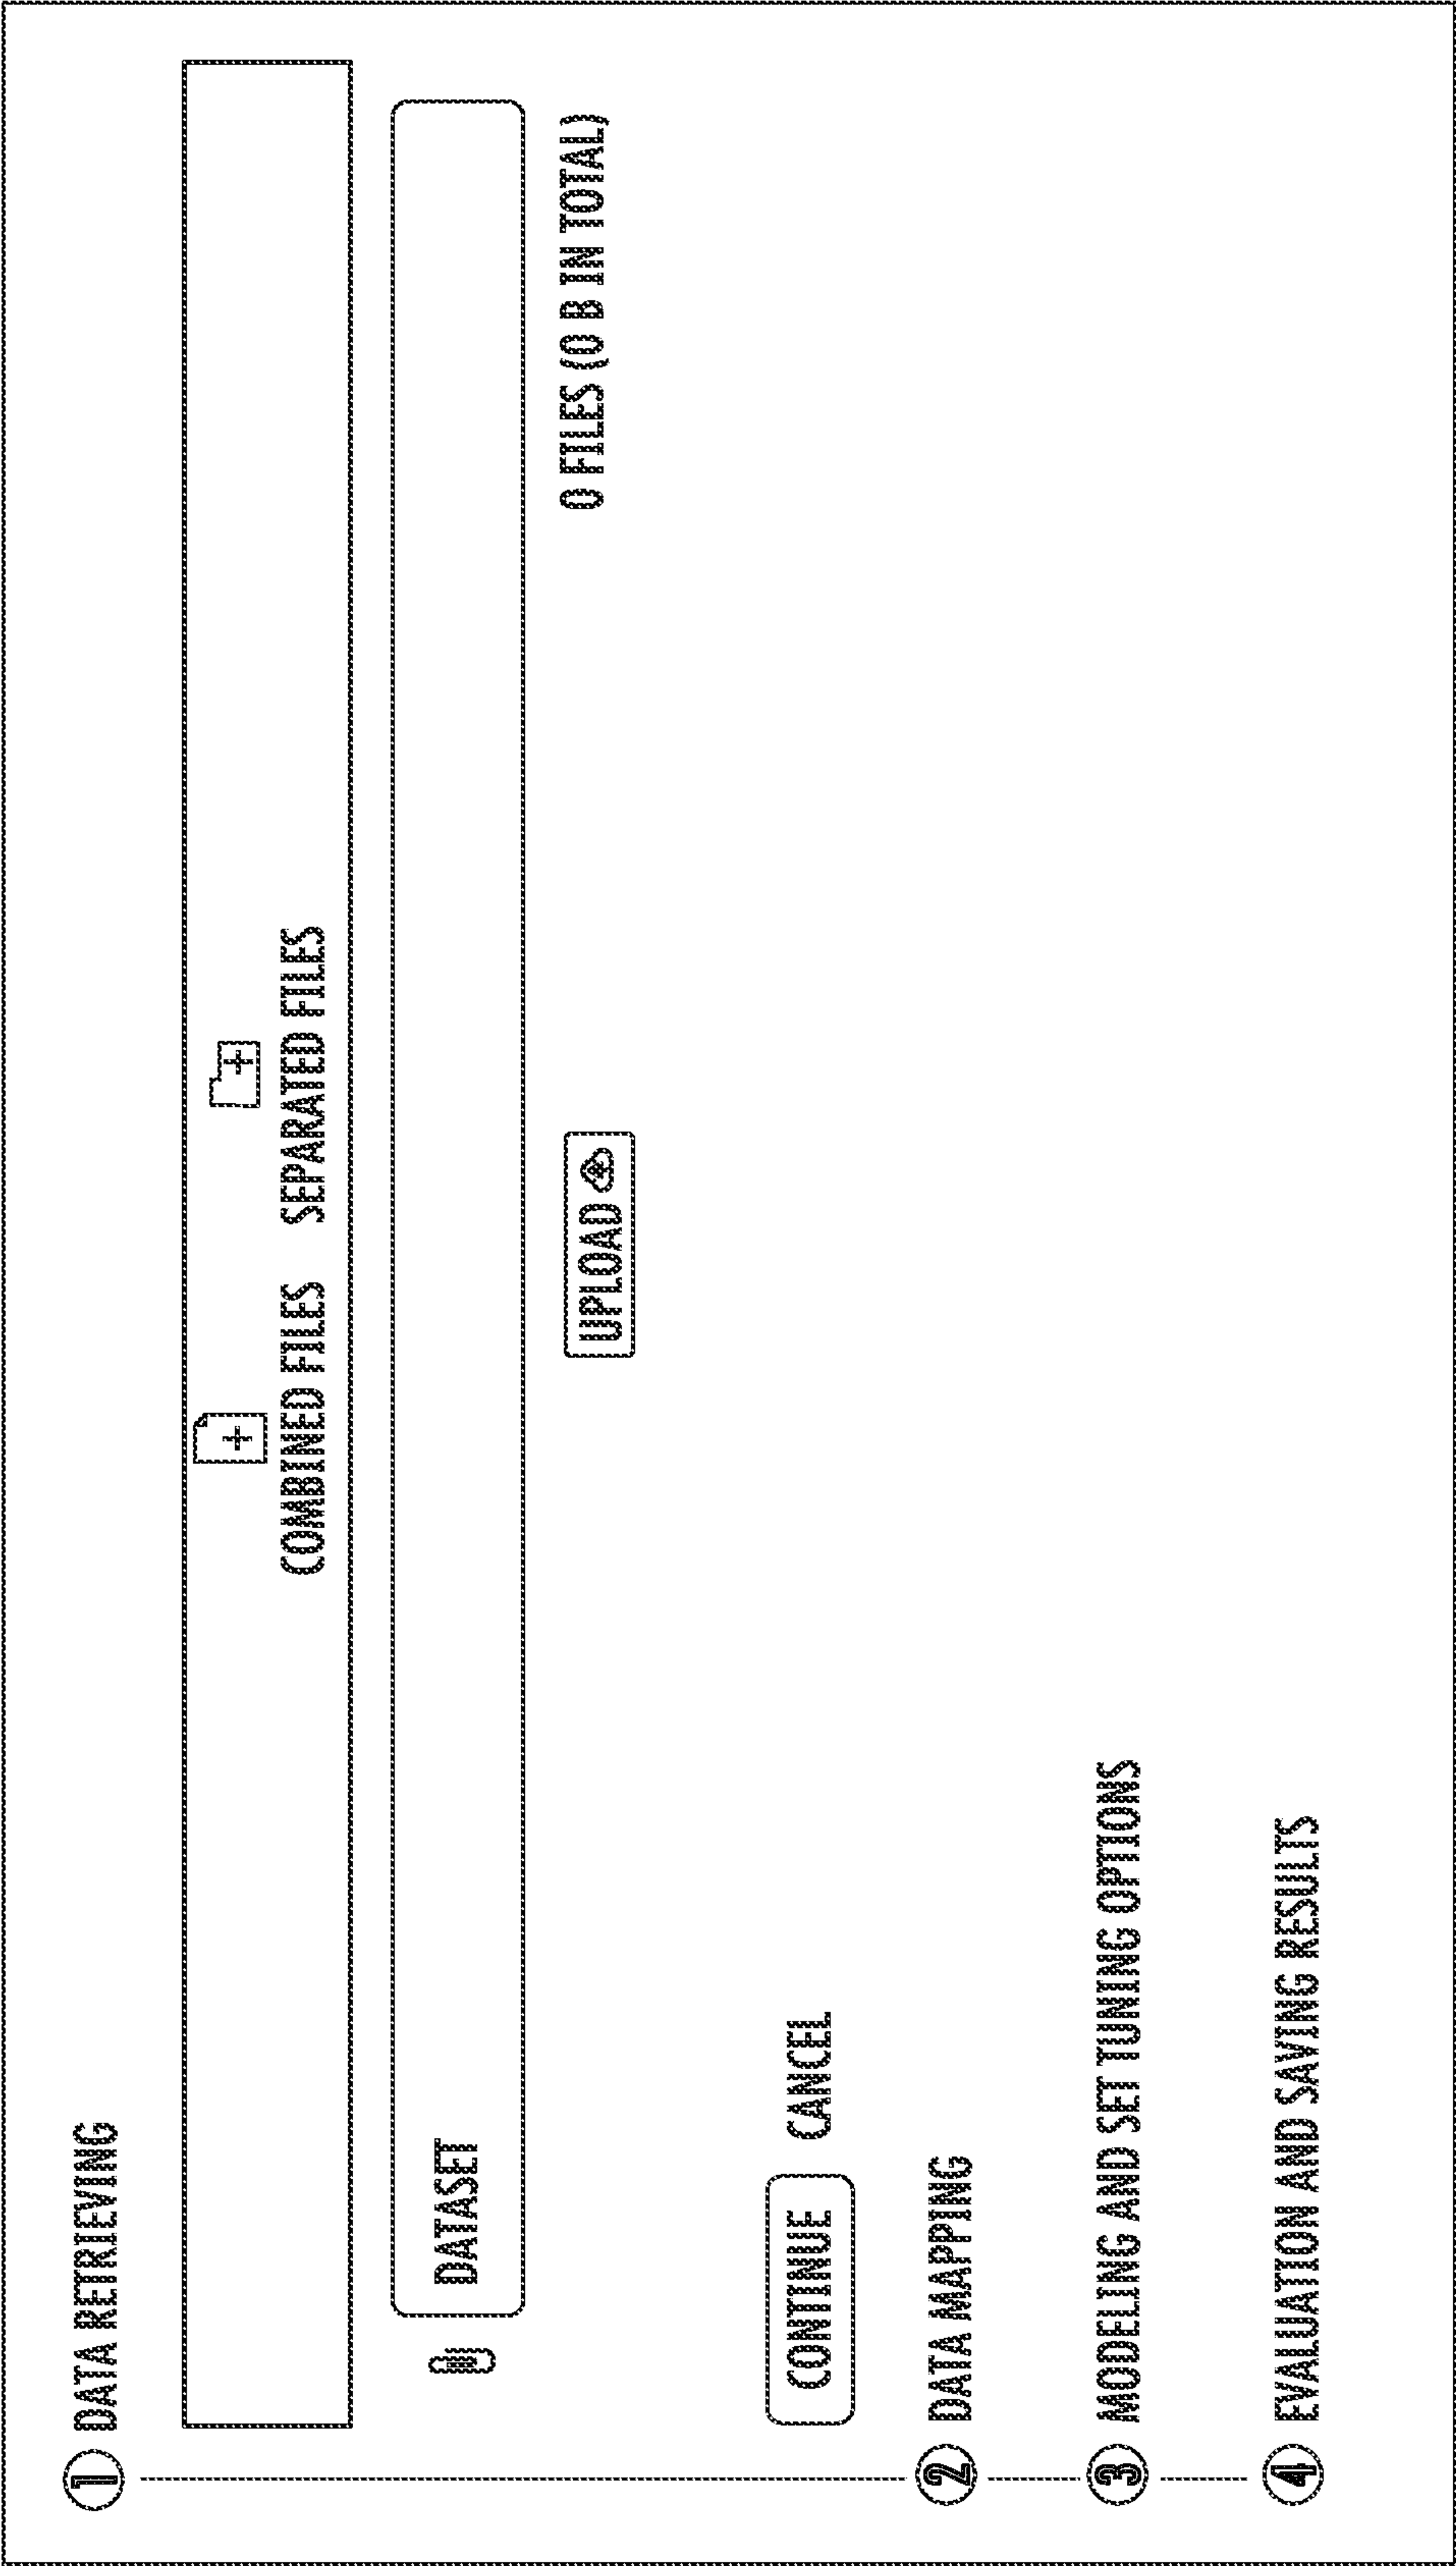 1 DATA RETRIEVING
COMBINED FILES SEPARATED FILES
DATASET
0 FILES (0 B IN TOTAL)
UPLOAD
CONTINUE CANCEL
2 DATA MAPPING
3 MODELING AND SET TUNING OPTIONS
4 EVALUATION AND SAVING RESULTS